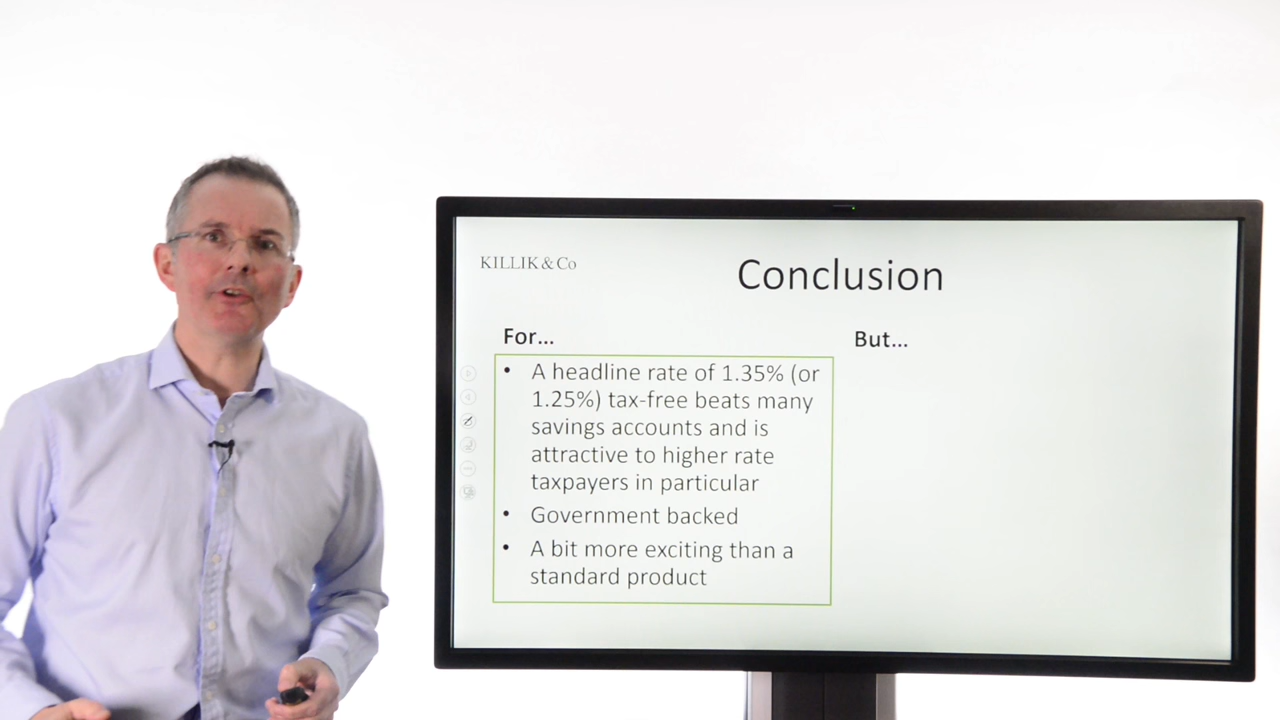 KILLIK & Co
Conclusion
For...
But...
• A headline rate of 1.35% (or
1.25%) tax-free beats many
savings accounts and is
attractive to higher rate
taxpayers in particular
• Government backed
• A bit more exciting than a
standard product